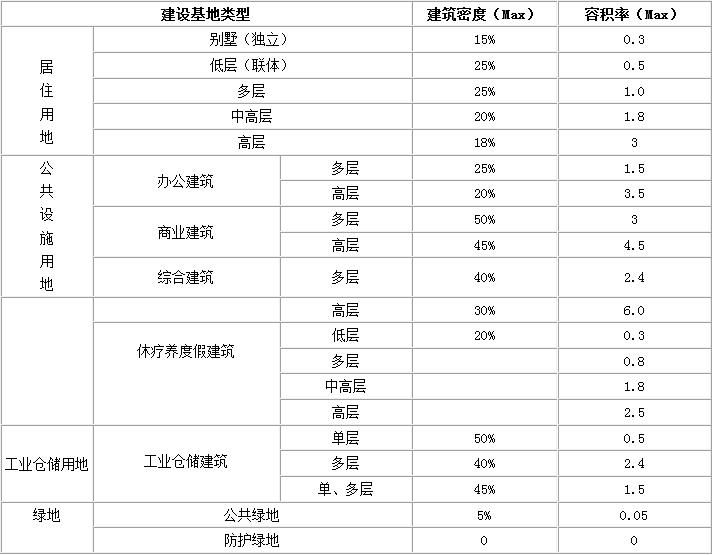 建设基地类型 建筑密度（Max） 容积率（Max）
居住用地 别墅（独立） 15% 0.3
低层（联体） 25% 0.5
多层 25% 1.0
中高层 20% 1.8
高层 18% 3
公共设施用地 办公建筑 多层 25% 1.5
高层 20% 3.5
商业建筑 多层 50% 3
高层 45% 4.5
综合建筑 多层 40% 2.4
高层 30% 6.0
休疗养度假建筑 低层 20% 0.3
多层 0.8
中高层 1.8
高层 2.5
工业仓储用地 工业仓储建筑 单层 50% 0.5
多层 40% 2.4
单、多层 45% 1.5
绿地 公共绿地 5% 0.05
防护绿地 0 0